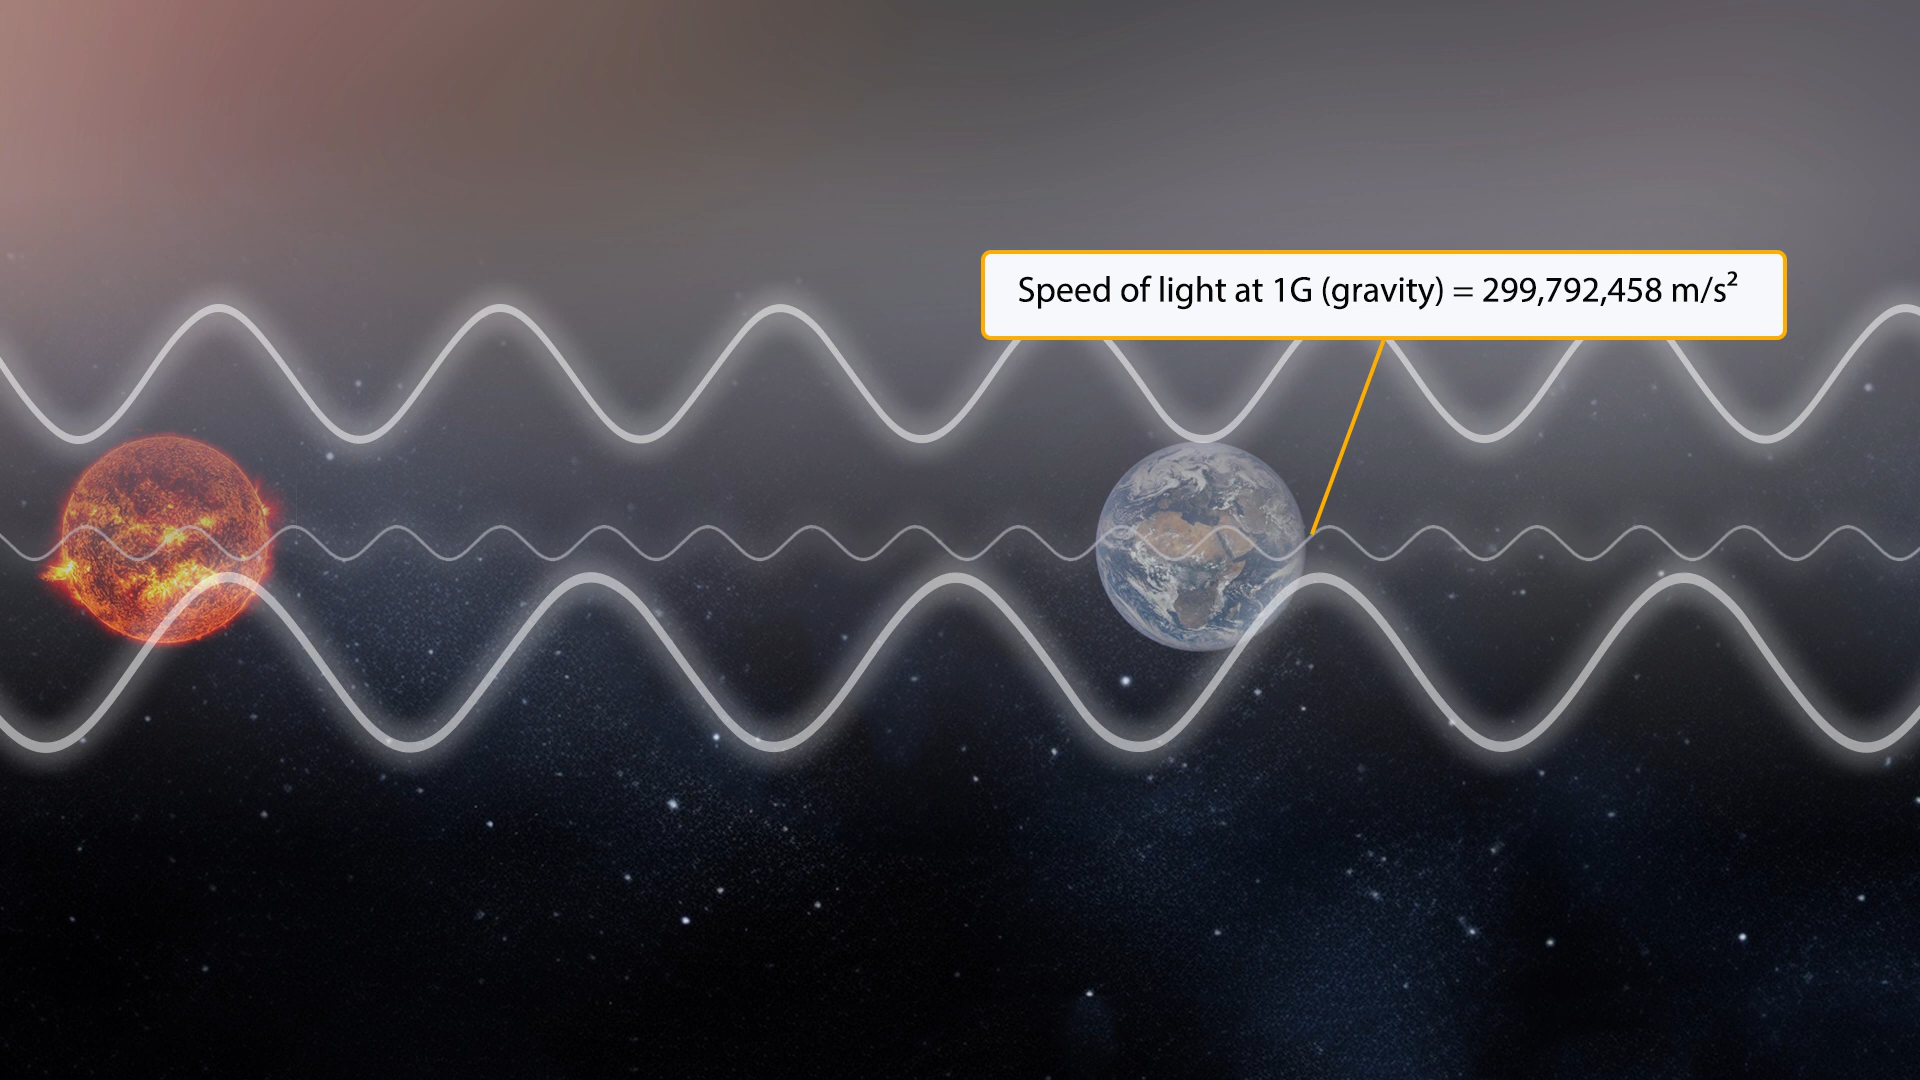 Speed of light at 1G (gravity) = 299,792,458 m/s²